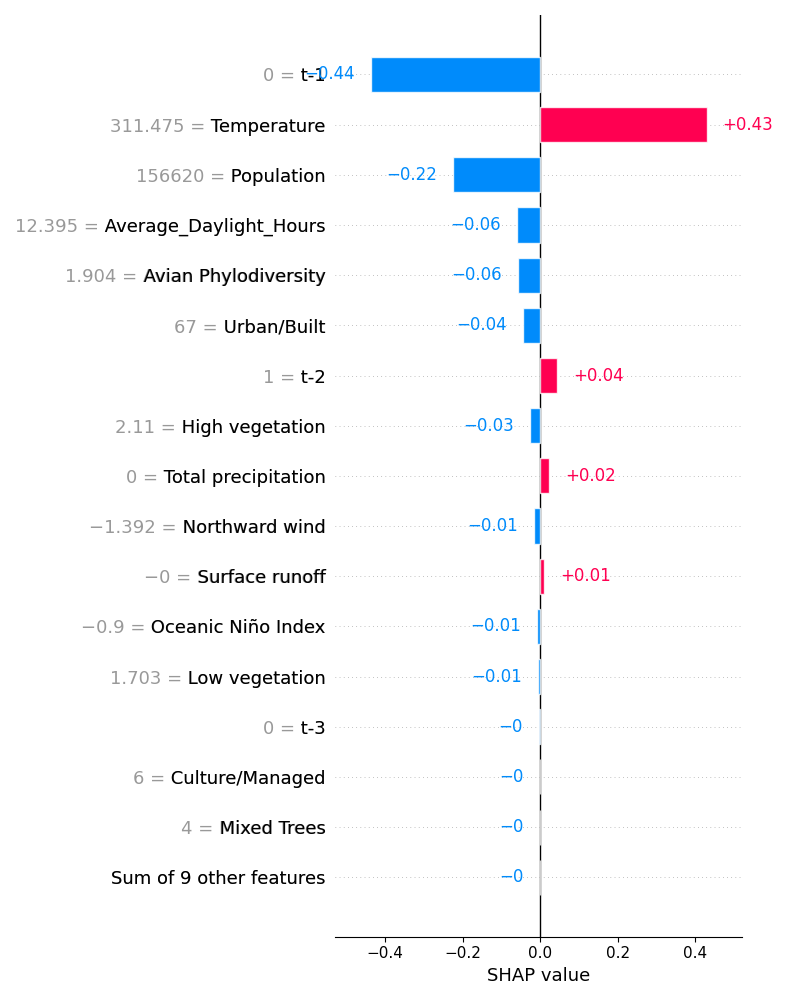 0 = t-1 −0.44
311.475 = Temperature +0.43
156620 = Population −0.22
12.395 = Average_Daylight_Hours −0.06
1.904 = Avian Phylodiversity −0.06
67 = Urban/Built −0.04
1 = t-2 +0.04
2.11 = High vegetation −0.03
0 = Total precipitation +0.02
−1.392 = Northward wind −0.01
−0 = Surface runoff +0.01
−0.9 = Oceanic Niño Index −0.01
1.703 = Low vegetation −0.01
0 = t-3 −0
6 = Culture/Managed −0
4 = Mixed Trees −0
Sum of 9 other features −0
−0.4 −0.2 0.0 0.2 0.4
SHAP value